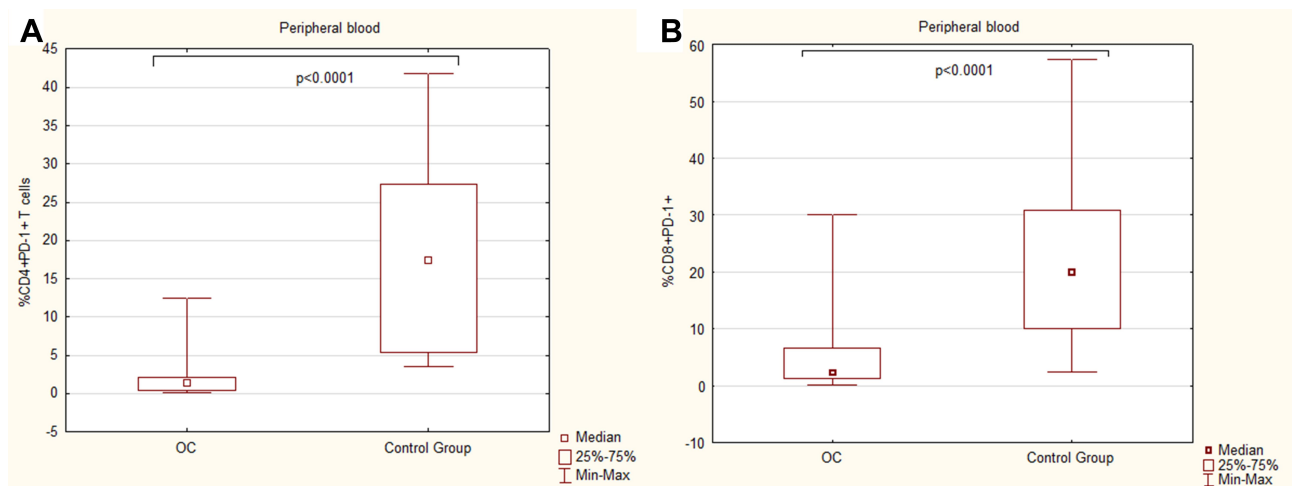 A
Peripheral blood
p<0.0001
%CD4+PD-1+ T cells
45
40
35
30
25
20
15
10
5
0
-5
OC Control Group
Median
25%-75%
Min-Max
B
Peripheral blood
p<0.0001
%CD8+PD-1+
60
50
40
30
20
10
0
-10
OC Control Group
Median
25%-75%
Min-Max